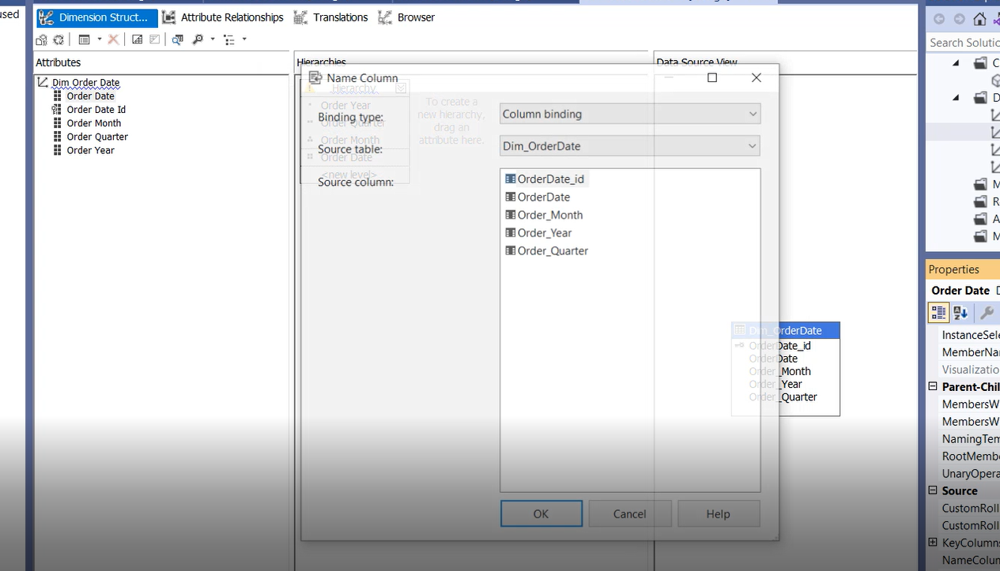 used
Dimension Struct...
Attribute Relationships
Translations
Browser
Attributes
Dim Order Date
Order Date
Order Date Id
Order Month
Order Quarter
Order Year
Hierarchies
Hierarchy
Order Year
Order Quarter
Order Month
Order Date
<new level>
To create a
new hierarchy,
drag an
attribute here.
Data Source View
Name Column
Binding type:
Column binding
Source table:
Dim_OrderDate
Source column:
OrderDate_id
OrderDate
Order_Month
Order_Year
Order_Quarter
OK
Cancel
Help
Dim_OrderDate
OrderDate_id
OrderDate
Order_Month
Order_Year
Order_Quarter
Search Solutio
C
D
M
R
A
M
Properties
Order Date
InstanceSele
MemberNa
Visualizatio
Parent-Chil
MembersW
MembersW
NamingTem
RootMembe
UnaryOpera
Source
CustomRoll
CustomRoll
KeyColumns
NameColum